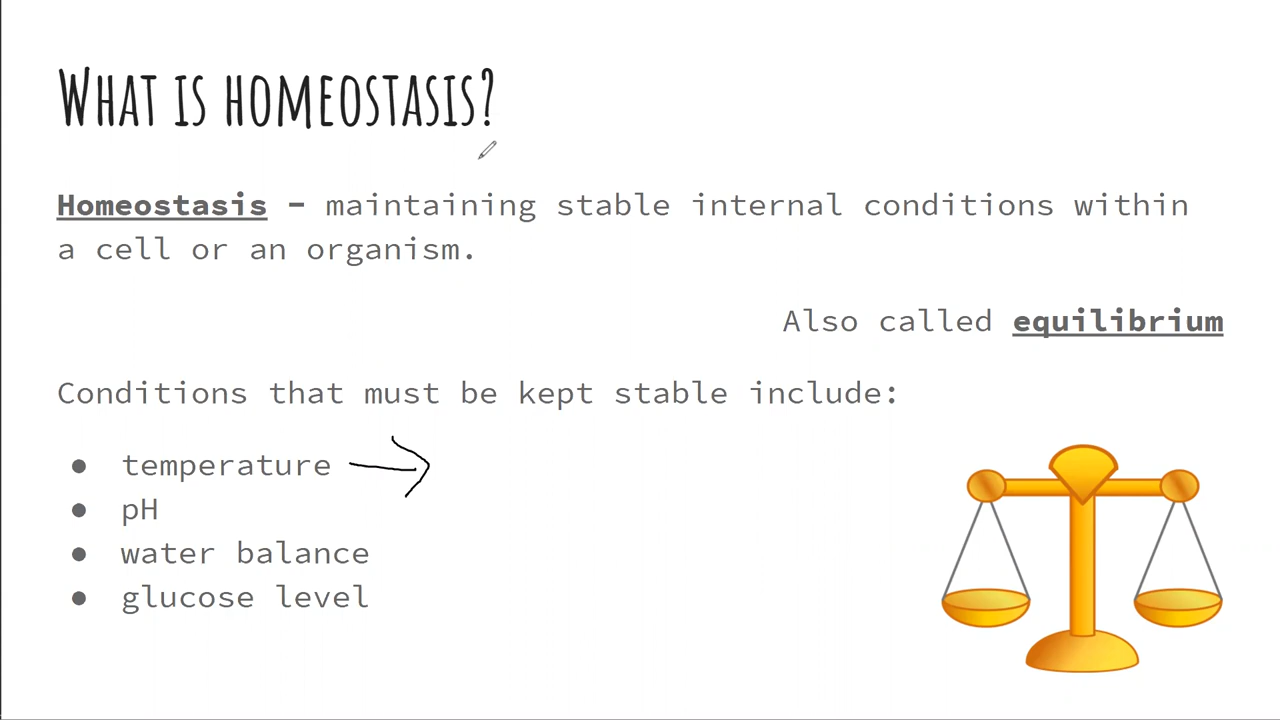 What is homeostasis?
Homeostasis – maintaining stable internal conditions within
a cell or an organism.
Also called equilibrium
Conditions that must be kept stable include:
● temperature
● pH
● water balance
● glucose level